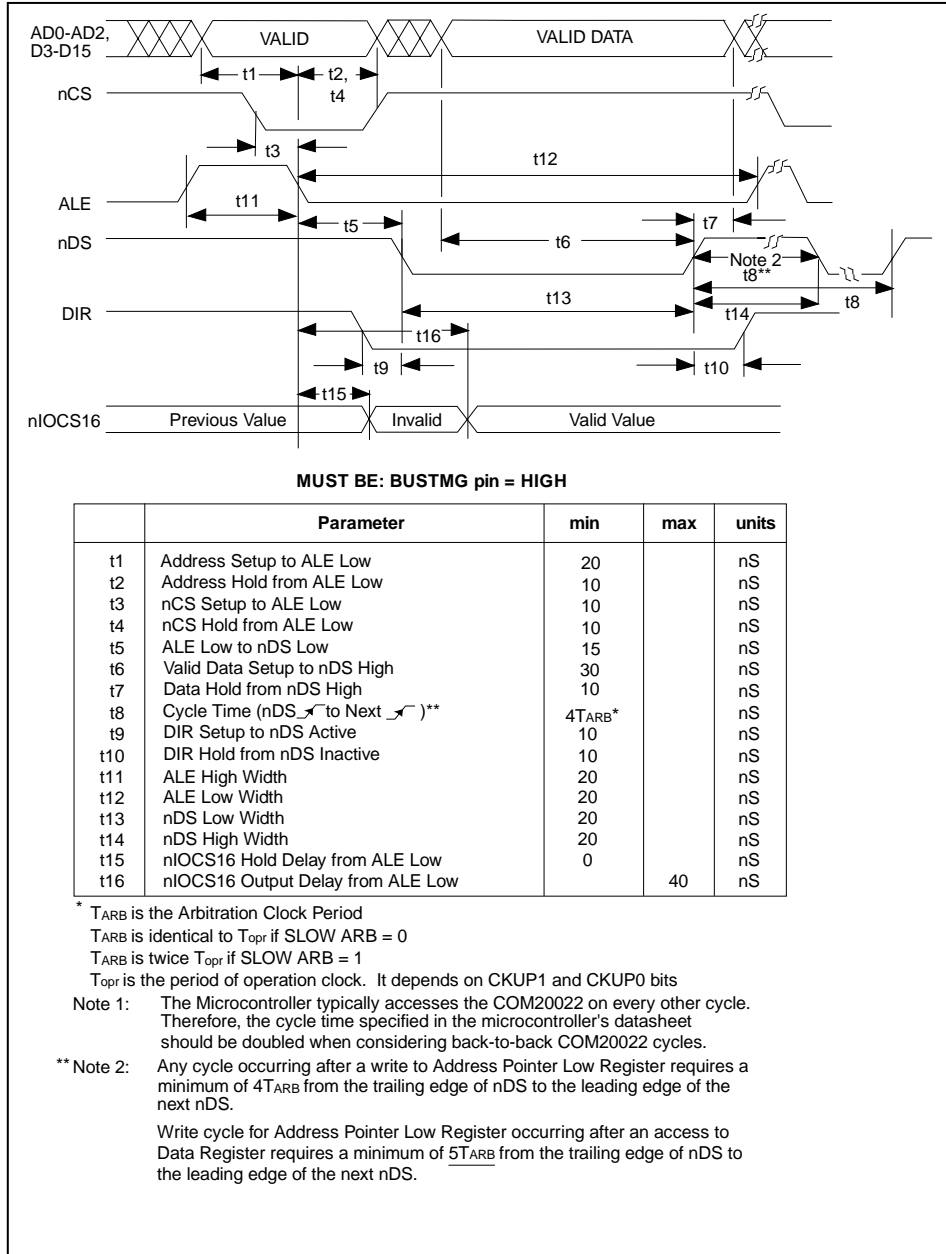 AD0-AD2,
D3-D15
VALID
VALID DATA
t1
t2,
t4
nCS
t3
t12
ALE
t11
t5
t7
nDS
t6
Note 2
t8**
t13
t8
DIR
t14
t16
t9
t10
t15
nIOCS16
Previous Value
Invalid
Valid Value
MUST BE: BUSTMG pin = HIGH
Parameter min max units
t1 Address Setup to ALE Low 20 nS
t2 Address Hold from ALE Low 10 nS
t3 nCS Setup to ALE Low 10 nS
t4 nCS Hold from ALE Low 10 nS
t5 ALE Low to nDS Low 15 nS
t6 Valid Data Setup to nDS High 30 nS
t7 Data Hold from nDS High 10 nS
t8 Cycle Time (nDS to Next )** 4TARB* nS
t9 DIR Setup to nDS Active 10 nS
t10 DIR Hold from nDS Inactive 10 nS
t11 ALE High Width 20 nS
t12 ALE Low Width 20 nS
t13 nDS Low Width 20 nS
t14 nDS High Width 20 nS
t15 nIOCS16 Hold Delay from ALE Low 0 nS
t16 nIOCS16 Output Delay from ALE Low 40 nS
* TARB is the Arbitration Clock Period
TARB is identical to Topr if SLOW ARB = 0
TARB is twice Topr if SLOW ARB = 1
Topr is the period of operation clock. It depends on CKUP1 and CKUP0 bits
Note 1: The Microcontroller typically accesses the COM20022 on every other cycle.
Therefore, the cycle time specified in the microcontroller's datasheet
should be doubled when considering back-to-back COM20022 cycles.
** Note 2: Any cycle occurring after a write to Address Pointer Low Register requires a
minimum of 4TARB from the trailing edge of nDS to the leading edge of the
next nDS.
Write cycle for Address Pointer Low Register occurring after an access to
Data Register requires a minimum of 5TARB from the trailing edge of nDS to
the leading edge of the next nDS.